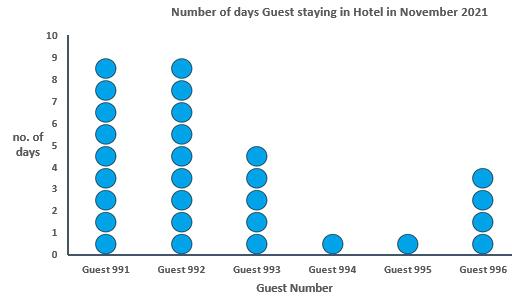 Number of days Guest staying in Hotel in November 2021
10
9
8
7
6
5
4
3
2
1
0
no. of
days
Guest 991 Guest 992 Guest 993 Guest 994 Guest 995 Guest 996
Guest Number